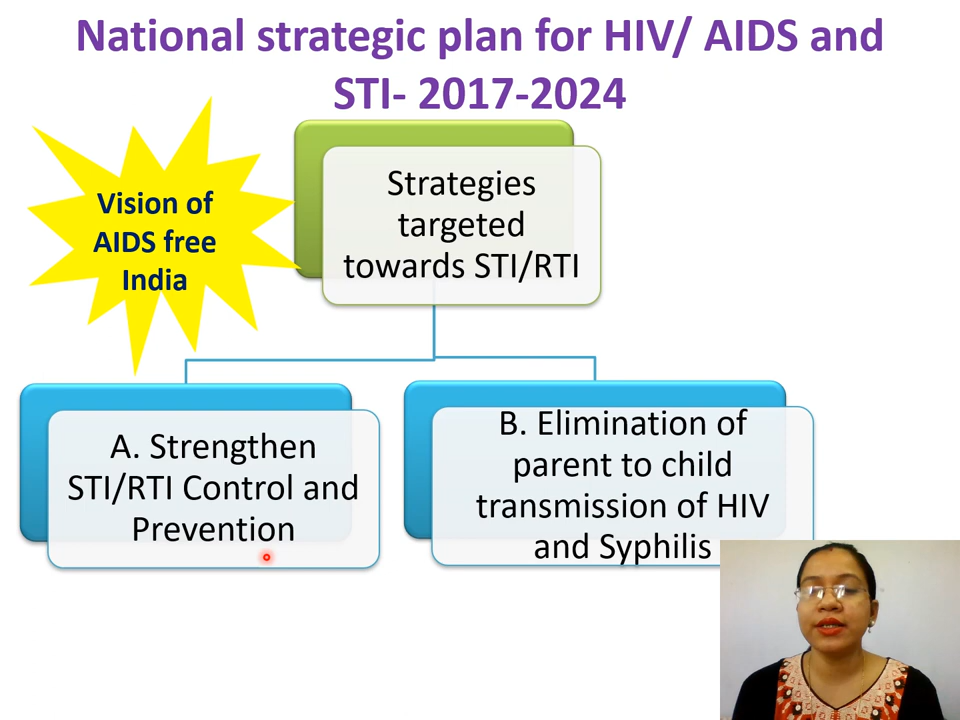 National strategic plan for HIV/ AIDS and
STI- 2017-2024
Vision of
AIDS free
India
Strategies
targeted
towards STI/RTI
A. Strengthen
STI/RTI Control and
Prevention
B. Elimination of
parent to child
transmission of HIV
and Syphilis